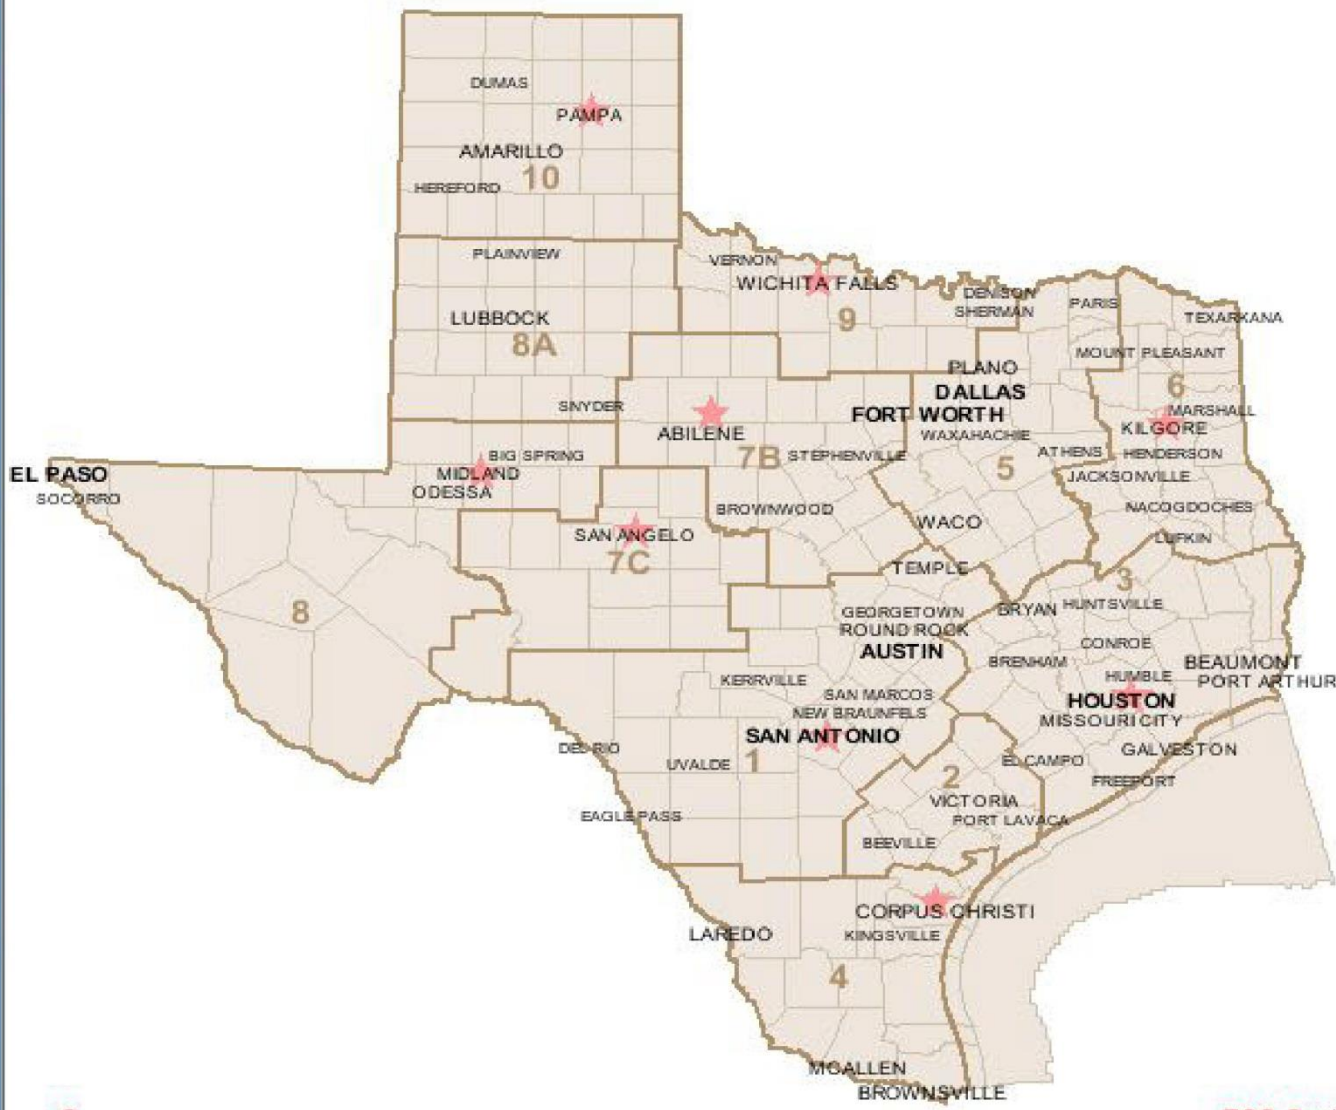 DUMAS
PAMPA
AMARILLO
10
HEREFORD
PLAINVIEW
VERNON
WICHITA FALLS
DENISON
SHERMAN
PARIS
TEXARKANA
LUBBOCK
9
8A
MOUNT PLEASANT
PLANO
6
DALLAS
SNYDER
FORT WORTH
MARSHALL
KILGORE
ABILENE
WAXAHACHIE
BIG SPRING
7B
STEPHENVILLE
5
ATHENS
HENDERSON
EL PASO
MIDLAND
JACKSONVILLE
SOCORRO
ODESSA
BROWNWOOD
NACOGDOCHES
WACO
SAN ANGELO
LUFKIN
7C
TEMPLE
3
8
GEORGETOWN
BRYAN
HUNTSVILLE
ROUND ROCK
AUSTIN
CONROE
BRENHAM
BEAUMONT
KERRVILLE
HUMBLE
PORT ARTHUR
SAN MARCOS
HOUSTON
NEW BRAUNFELS
MISSOURI CITY
SAN ANTONIO
DEL RIO
GALVESTON
UVALDE
1
EL CAMPO
2
FREEPORT
VICTORIA
EAGLE PASS
PORT LAVACA
BEEVILLE
CORPUS CHRISTI
LAREDO
KINGSVILLE
4
MCALLEN
BROWNSVILLE